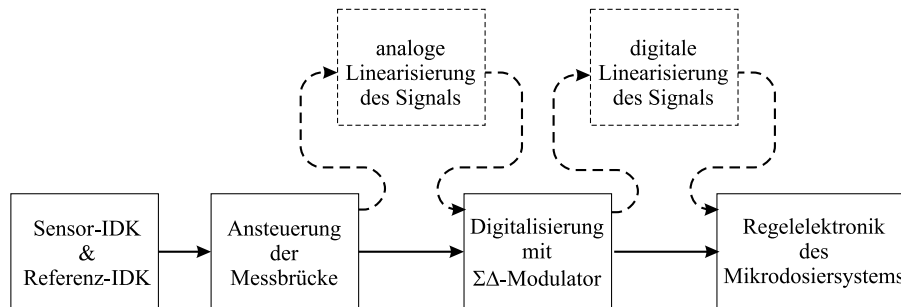 analoge
Linearisierung
des Signals
digitale
Linearisierung
des Signals
Sensor-IDK
&
Referenz-IDK
Ansteuerung
der
Messbrücke
Digitalisierung
mit
ΣΔ-Modulator
Regelelektronik
des
Mikrodosiersystems